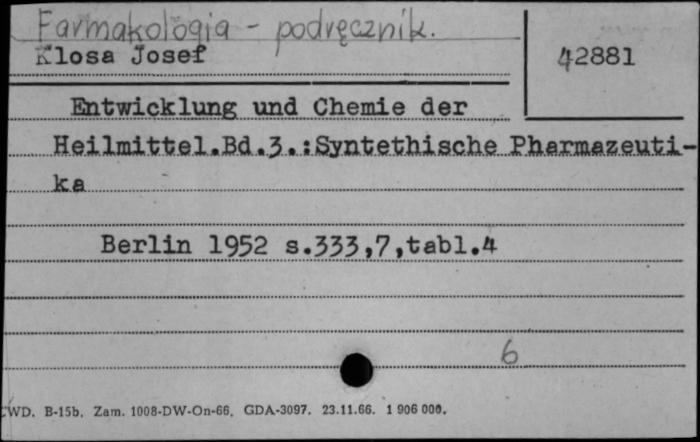 Farmakologia - podręcznik.
Klosa Josef
42881
Entwicklung und Chemie der
Heilmittel.Bd.3.:Syntethische Pharmazeuti-
ka
Berlin 1952 s.333,7,tabl.4
6
CWD. B-15b. Zam. 1008-DW-On-66. GDA-3097. 23.11.66. 1 906 000.